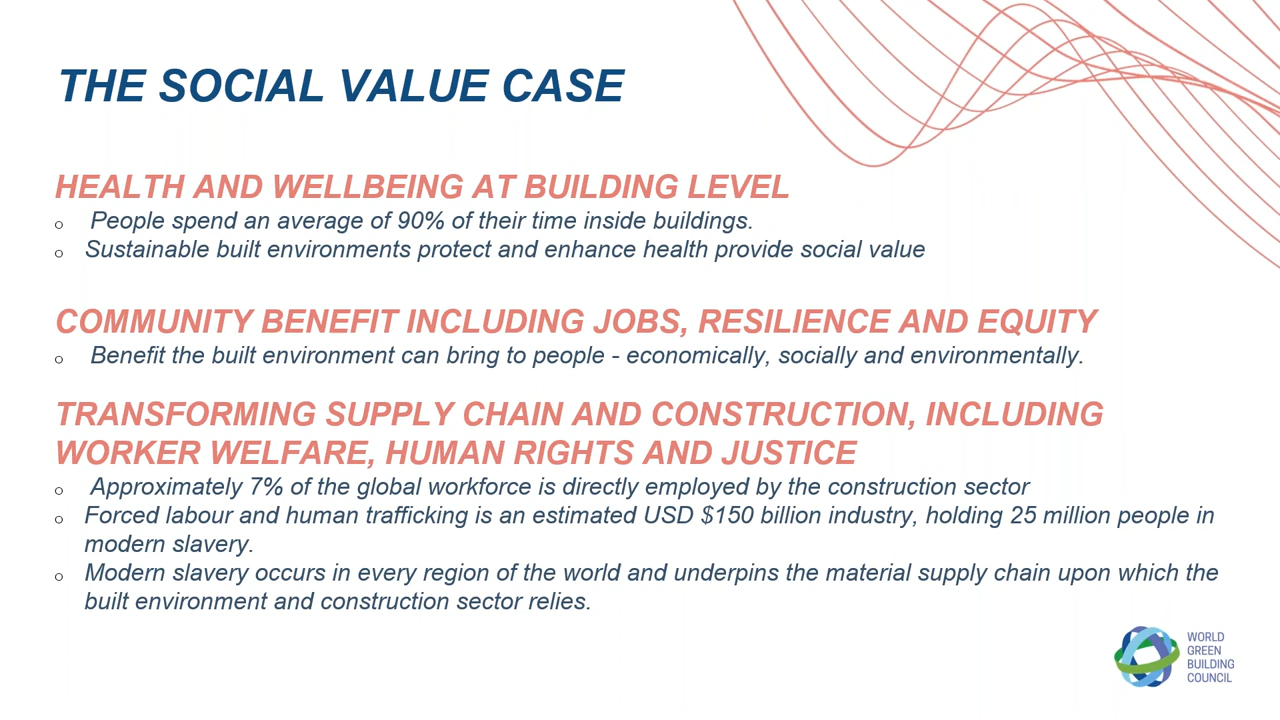 THE SOCIAL VALUE CASE
HEALTH AND WELLBEING AT BUILDING LEVEL
o People spend an average of 90% of their time inside buildings.
o Sustainable built environments protect and enhance health provide social value
COMMUNITY BENEFIT INCLUDING JOBS, RESILIENCE AND EQUITY
o Benefit the built environment can bring to people - economically, socially and environmentally.
TRANSFORMING SUPPLY CHAIN AND CONSTRUCTION, INCLUDING
WORKER WELFARE, HUMAN RIGHTS AND JUSTICE
o Approximately 7% of the global workforce is directly employed by the construction sector
o Forced labour and human trafficking is an estimated USD $150 billion industry, holding 25 million people in
modern slavery.
o Modern slavery occurs in every region of the world and underpins the material supply chain upon which the
built environment and construction sector relies.
WORLD
GREEN
BUILDING
COUNCIL